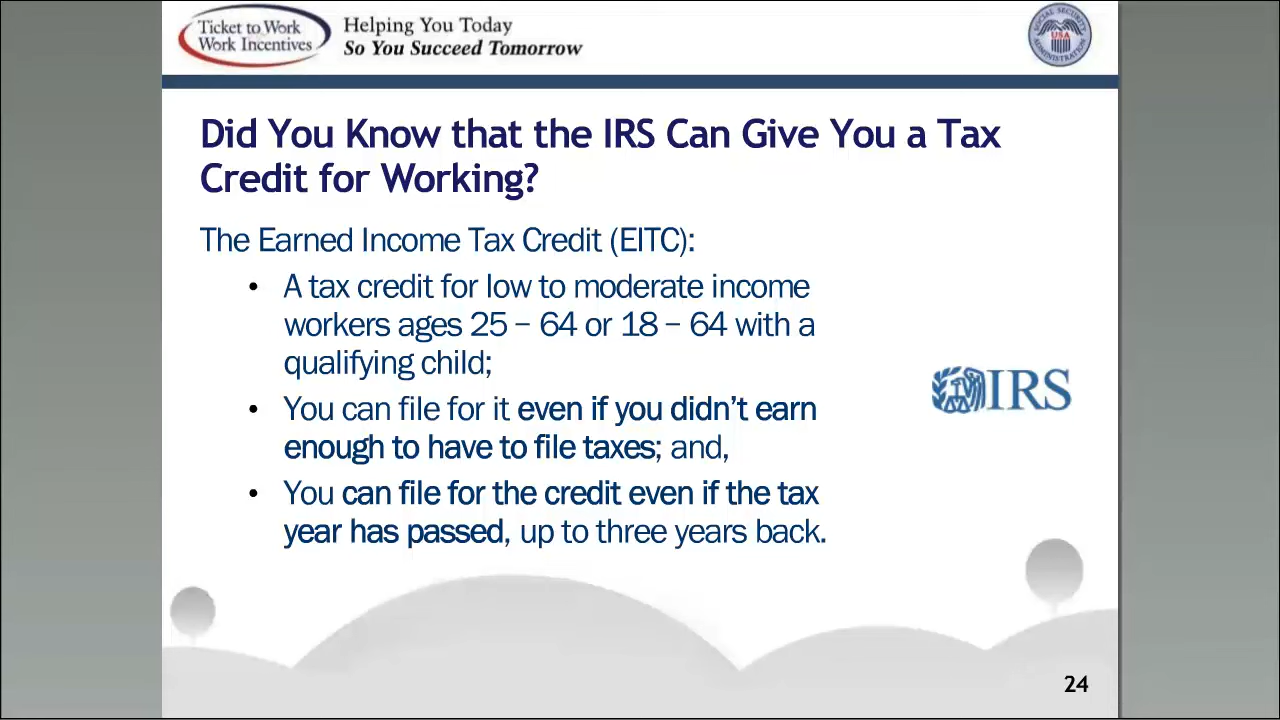 Ticket to Work
Work Incentives
Helping You Today
So You Succeed Tomorrow
SOCIAL SECURITY
USA
ADMINISTRATION
Did You Know that the IRS Can Give You a Tax
Credit for Working?
The Earned Income Tax Credit (EITC):
• A tax credit for low to moderate income
workers ages 25 – 64 or 18 – 64 with a
qualifying child;
• You can file for it even if you didn’t earn
enough to have to file taxes; and,
• You can file for the credit even if the tax
year has passed, up to three years back.
IRS
24